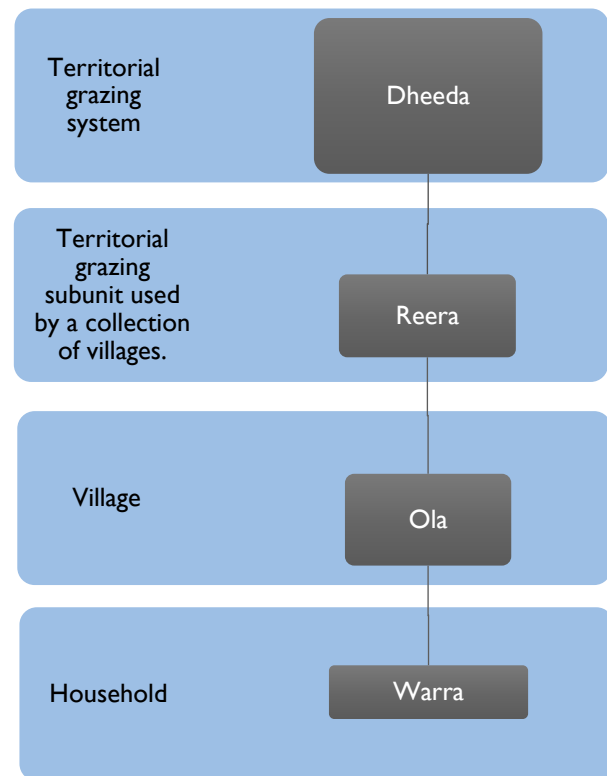 Territorial
grazing
system
Dheeda
Territorial
grazing
subunit used
by a collection
of villages.
Reera
Village
Ola
Household
Warra